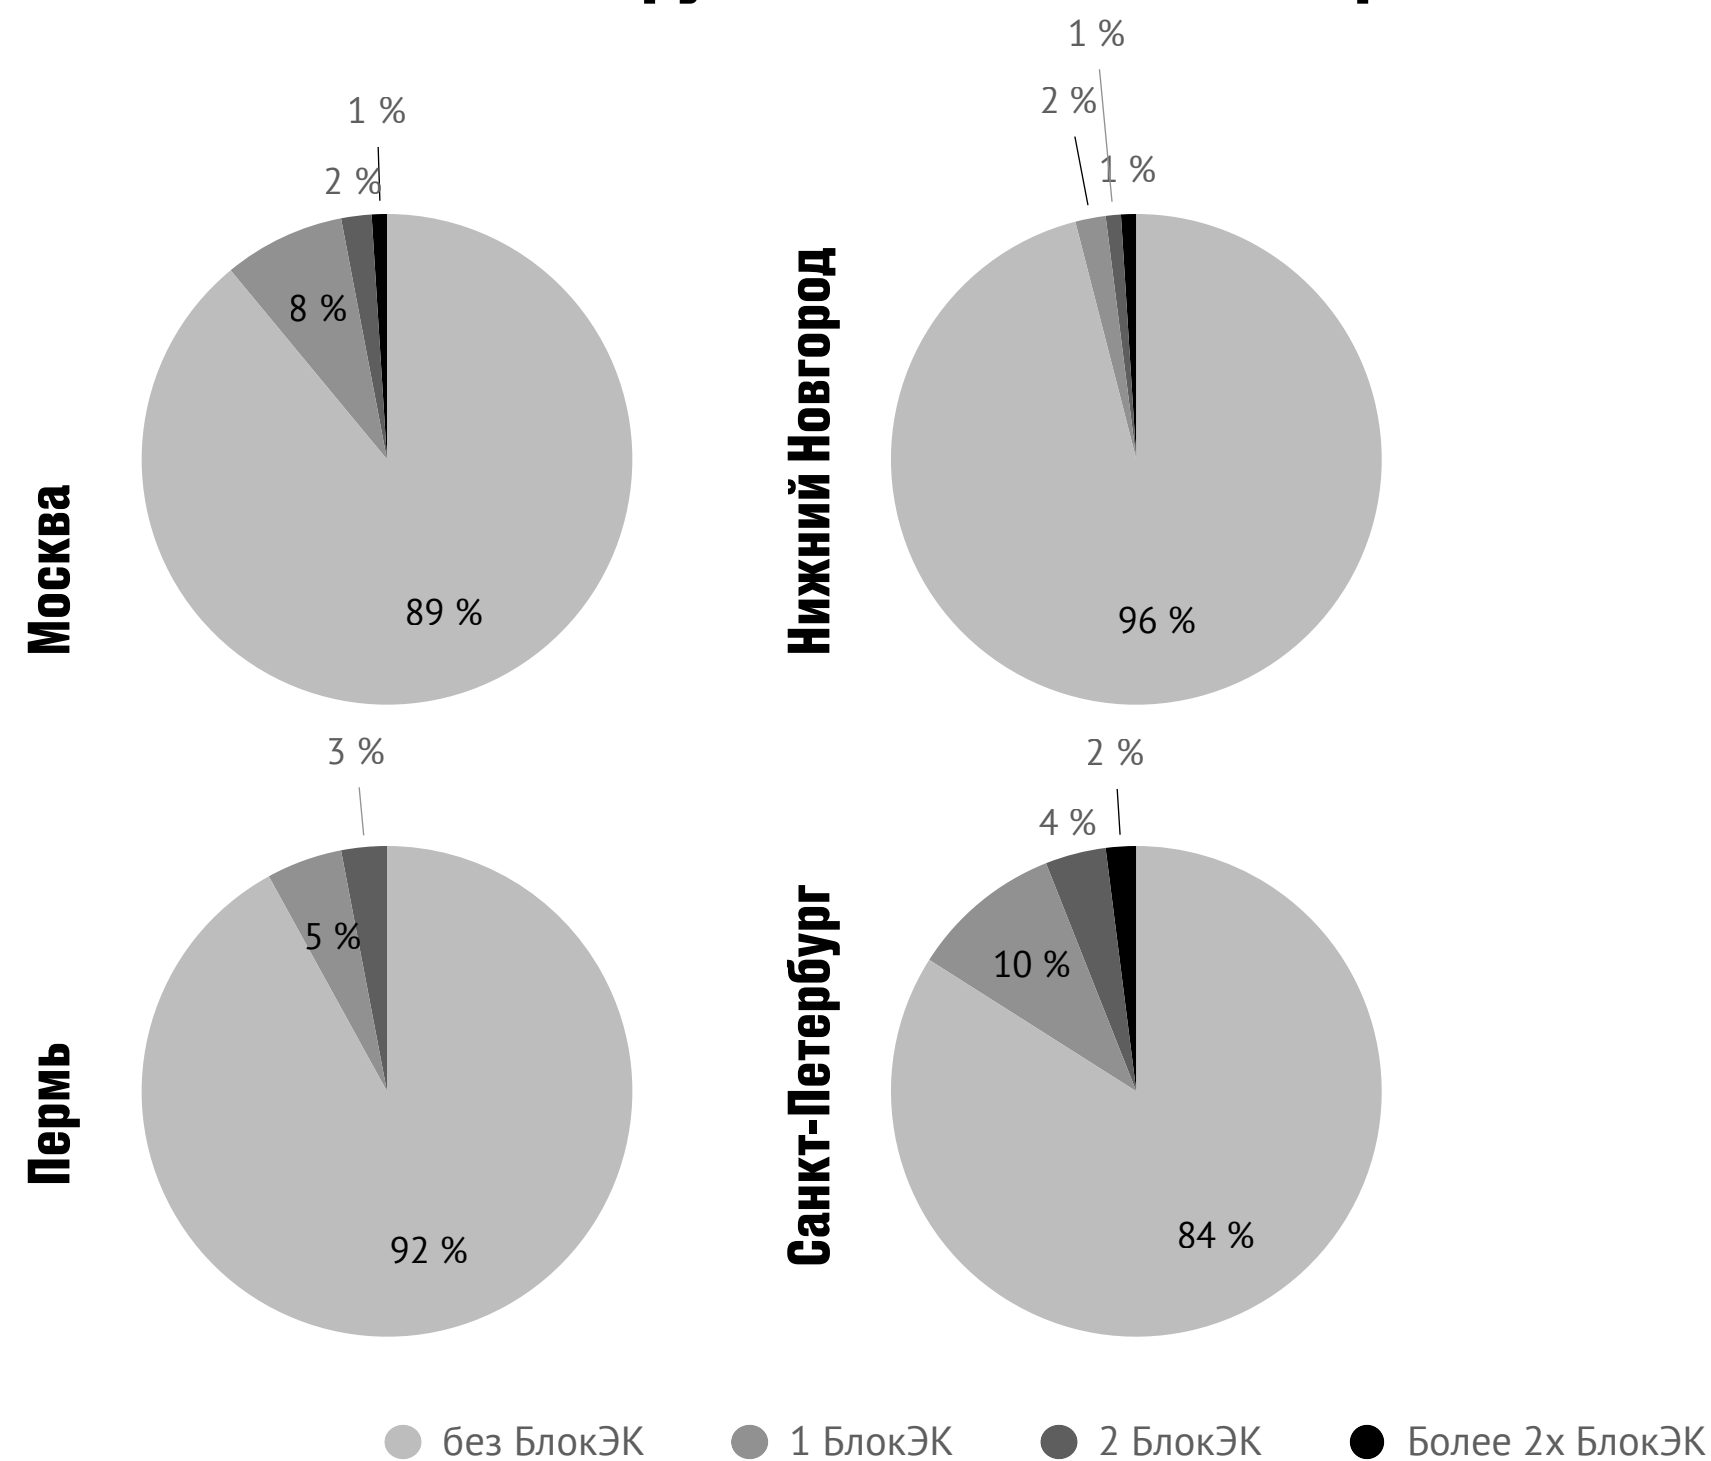 1 %
2 %
8 %
89 %
Москва
1 %
2 %
1 %
96 %
Нижний Новгород
3 %
5 %
92 %
Пермь
2 %
4 %
10 %
84 %
Санкт-Петербург
без БлокЭК
1 БлокЭК
2 БлокЭК
Более 2х БлокЭК